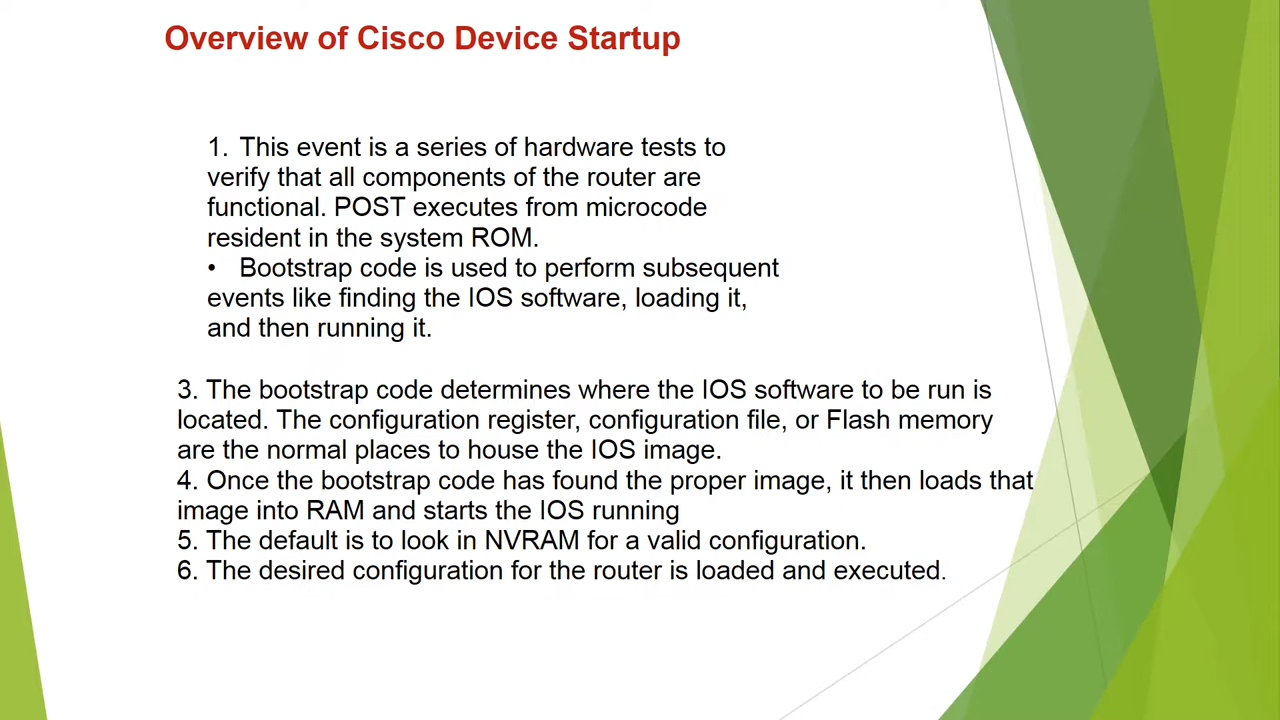 Overview of Cisco Device Startup
1. This event is a series of hardware tests to
verify that all components of the router are
functional. POST executes from microcode
resident in the system ROM.
• Bootstrap code is used to perform subsequent
events like finding the IOS software, loading it,
and then running it.
3. The bootstrap code determines where the IOS software to be run is
located. The configuration register, configuration file, or Flash memory
are the normal places to house the IOS image.
4. Once the bootstrap code has found the proper image, it then loads that
image into RAM and starts the IOS running
5. The default is to look in NVRAM for a valid configuration.
6. The desired configuration for the router is loaded and executed.